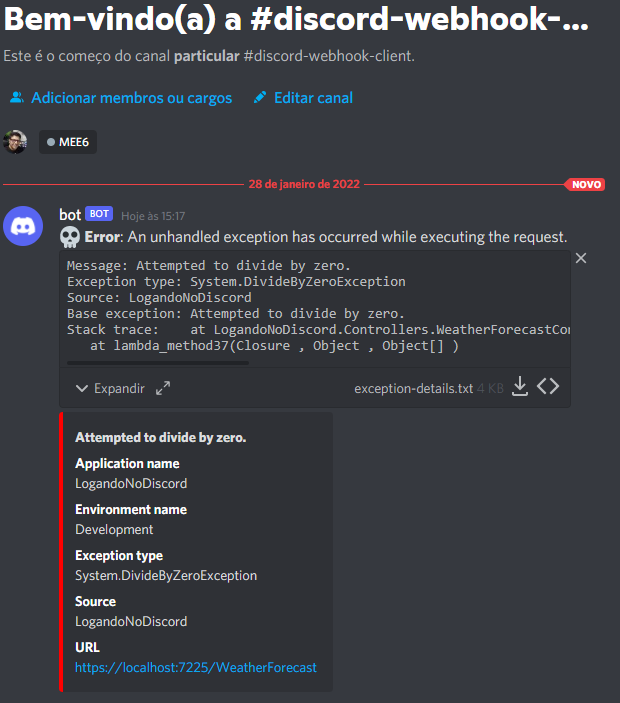 Bem-vindo(a) a #discord-webhook-...
Este é o começo do canal particular #discord-webhook-client.
Adicionar membros ou cargos Editar canal
MEE6
28 de janeiro de 2022 NOVO
bot BOT Hoje às 15:17
Error: An unhandled exception has occurred while executing the request.
Message: Attempted to divide by zero.
Exception type: System.DivideByZeroException
Source: LogandoNoDiscord
Base exception: Attempted to divide by zero.
Stack trace:    at LogandoNoDiscord.Controllers.WeatherForecastCo
at lambda_method37(Closure , Object , Object[] )
Expandir exception-details.txt 4 KB
Attempted to divide by zero.
Application name
LogandoNoDiscord
Environment name
Development
Exception type
System.DivideByZeroException
Source
LogandoNoDiscord
URL
https://localhost:7225/WeatherForecast